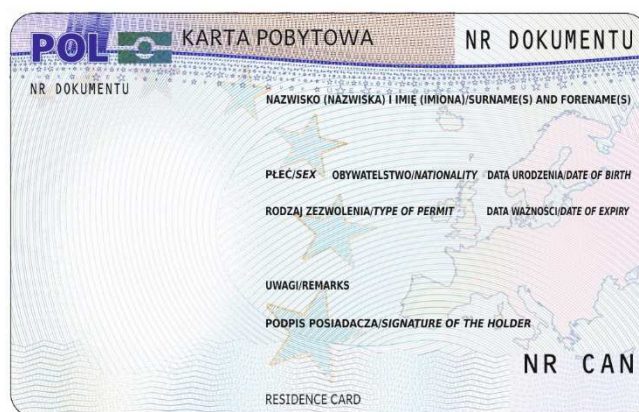 POL KARTA POBYTOWA NR DOKUMENTU
NR DOKUMENTU
NAZWISKO (NAZWISKA) I IMIĘ (IMIONA)/SURNAME(S) AND FORENAME(S)
PŁEĆ/SEX OBYWATELSTWO/NATIONALITY DATA URODZENIA/DATE OF BIRTH
RODZAJ ZEZWOLENIA/TYPE OF PERMIT DATA WAŻNOŚCI/DATE OF EXPIRY
UWAGI/REMARKS
PODPIS POSIADACZA/SIGNATURE OF THE HOLDER
NR CAN
RESIDENCE CARD